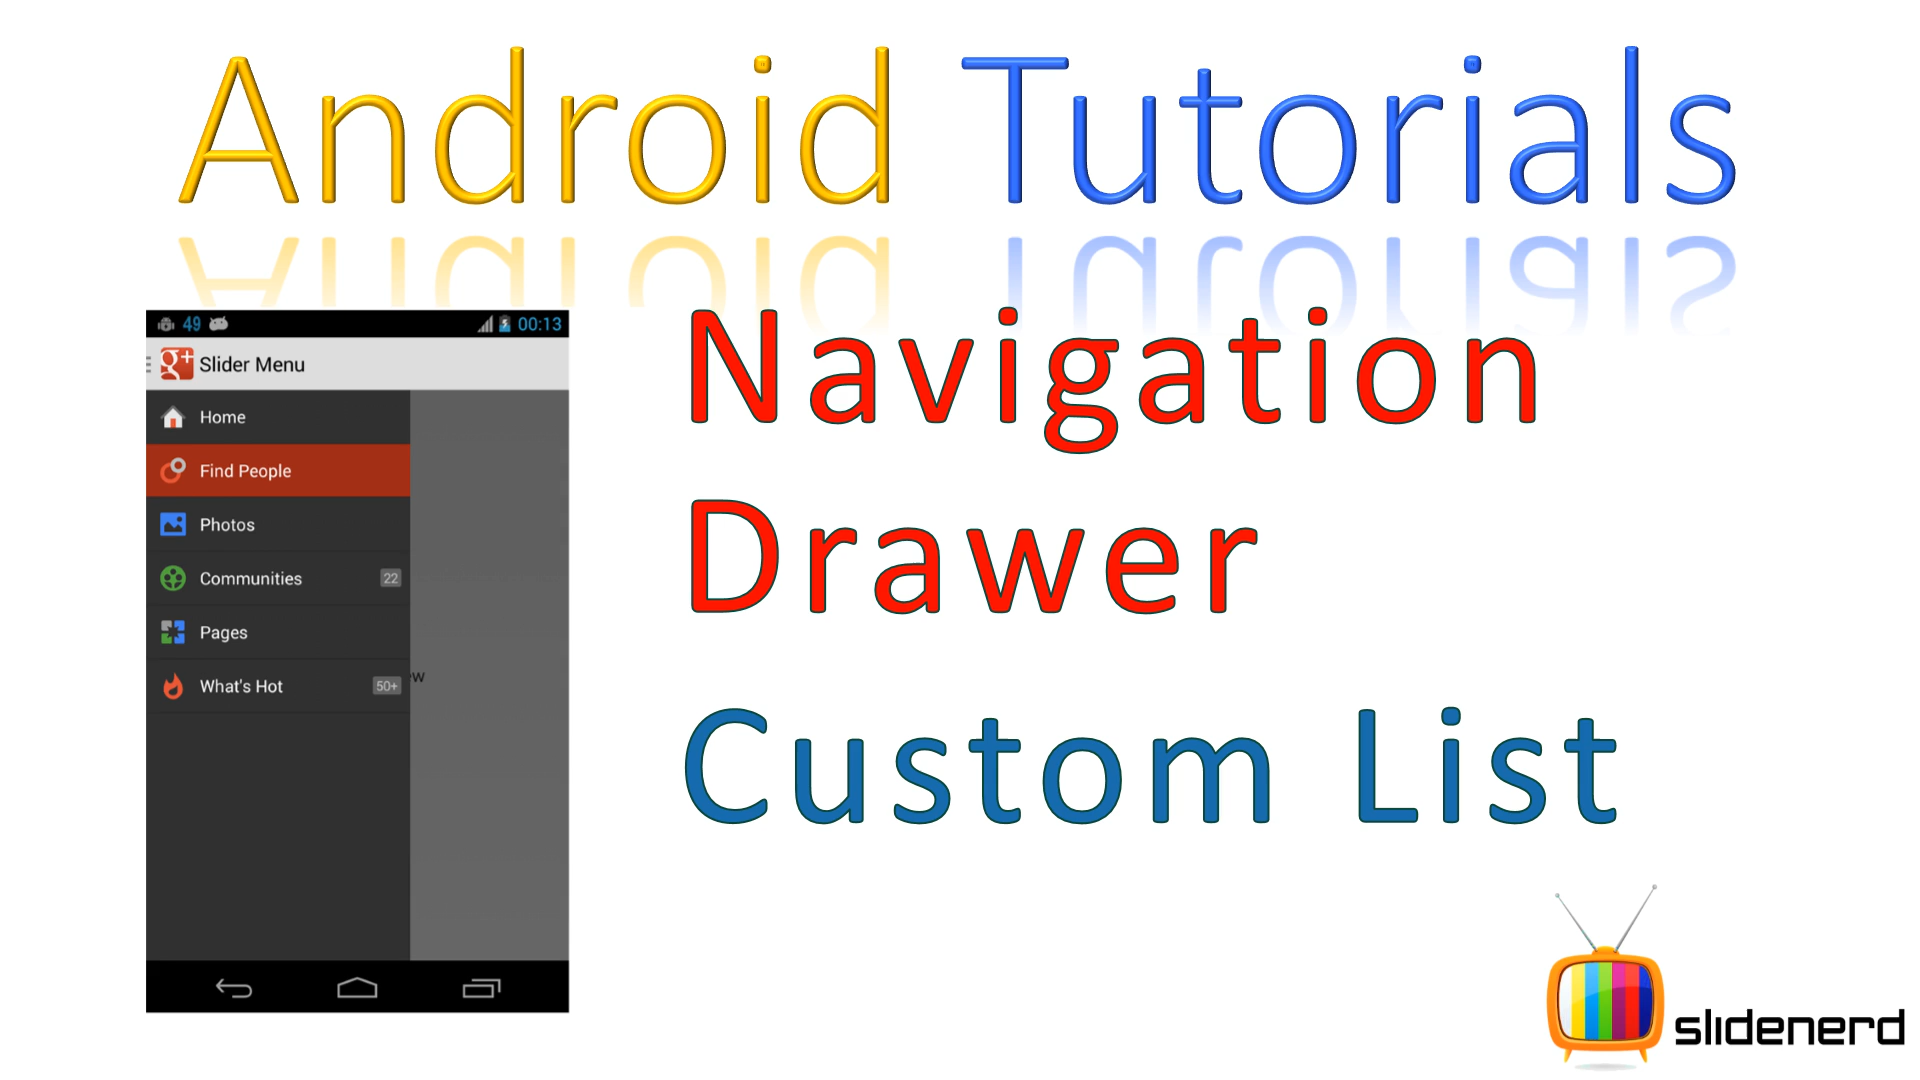 Android Tutorials
49 00:13
g+ Slider Menu
Home
Find People
Photos
Communities 22
Pages
What's Hot 50+
ew
Navigation
Drawer
Custom List
slidenerd